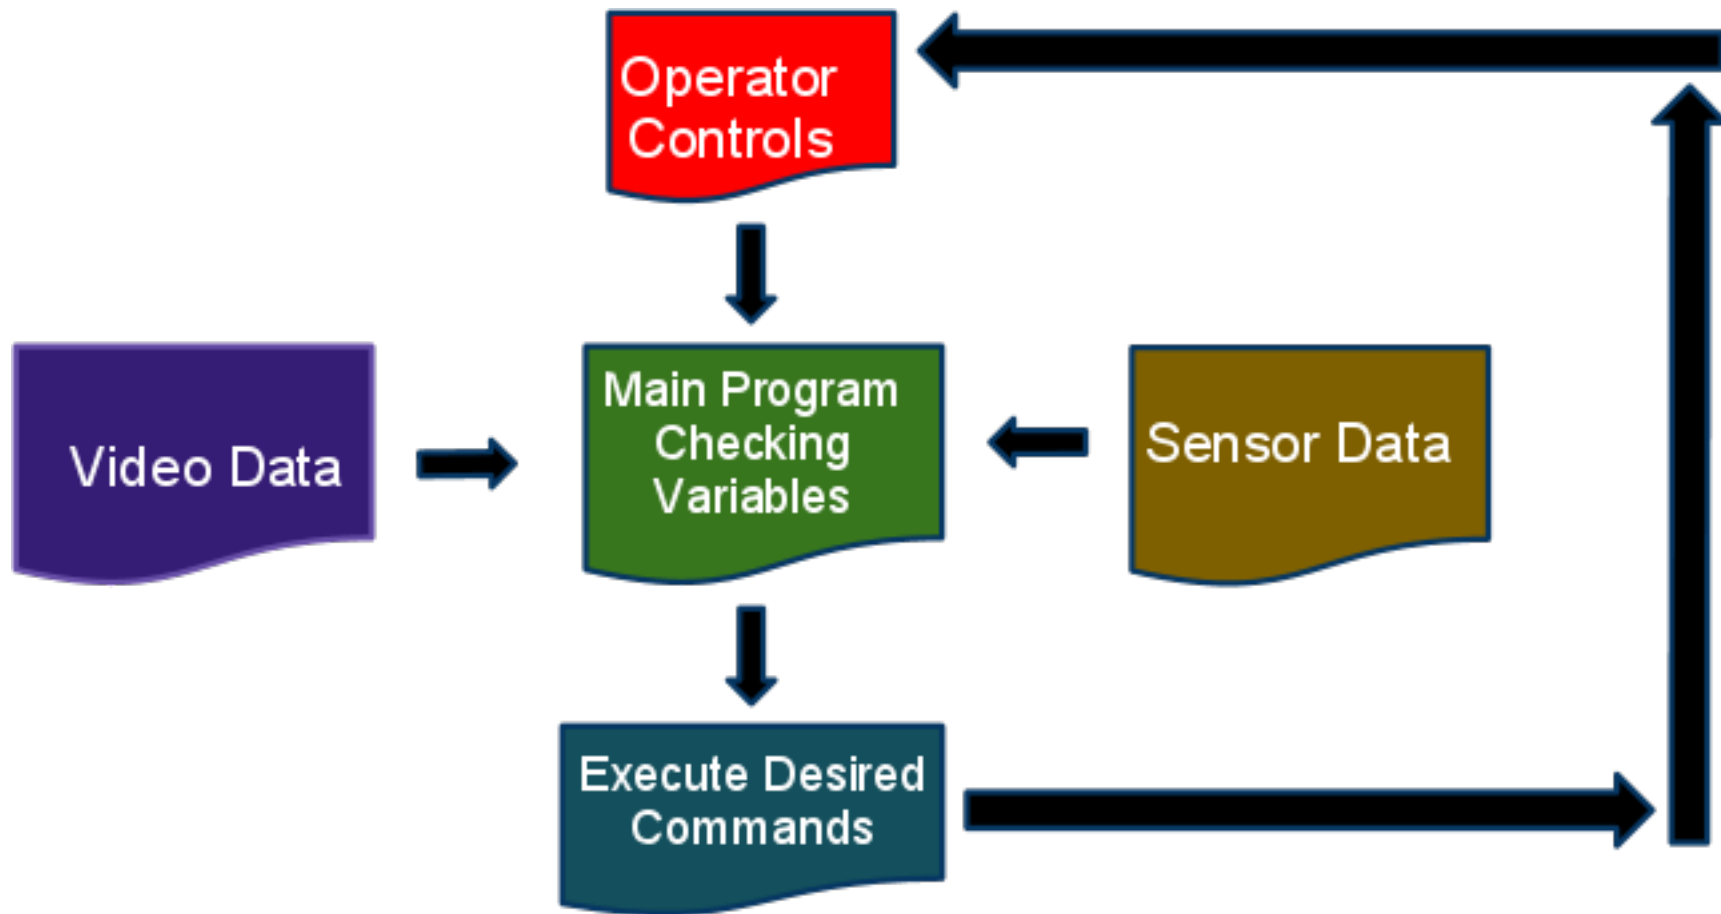 Operator
Controls
Video Data
Main Program
Checking
Variables
Sensor Data
Execute Desired
Commands